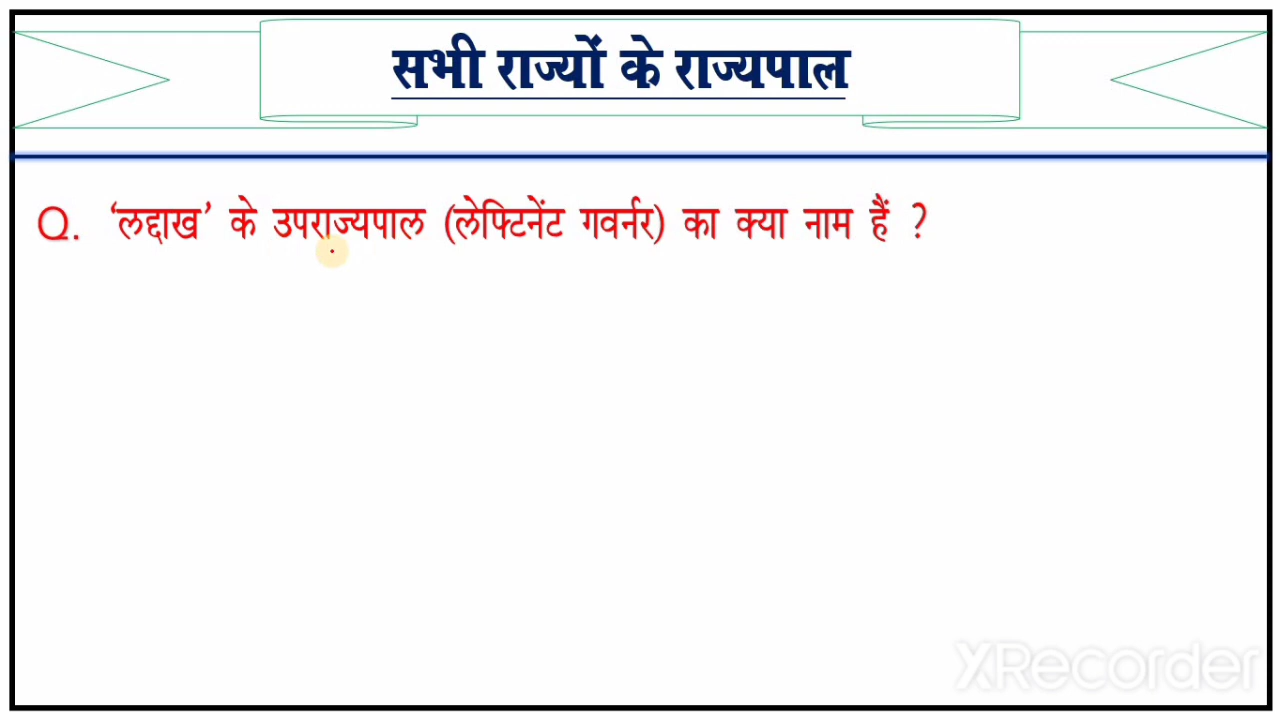 सभी राज्यों के राज्यपाल
Q. ‘लद्दाख’ के उपराज्यपाल (लेफ्टिनेंट गवर्नर) का क्या नाम हैं ?
XRecorder